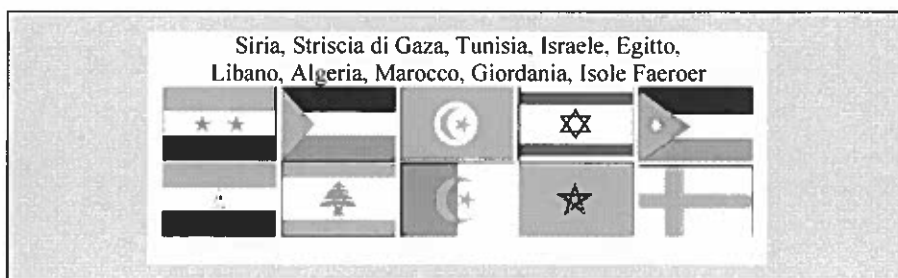 Siria, Striscia di Gaza, Tunisia, Israele, Egitto,
Libano, Algeria, Marocco, Giordania, Isole Faeroer